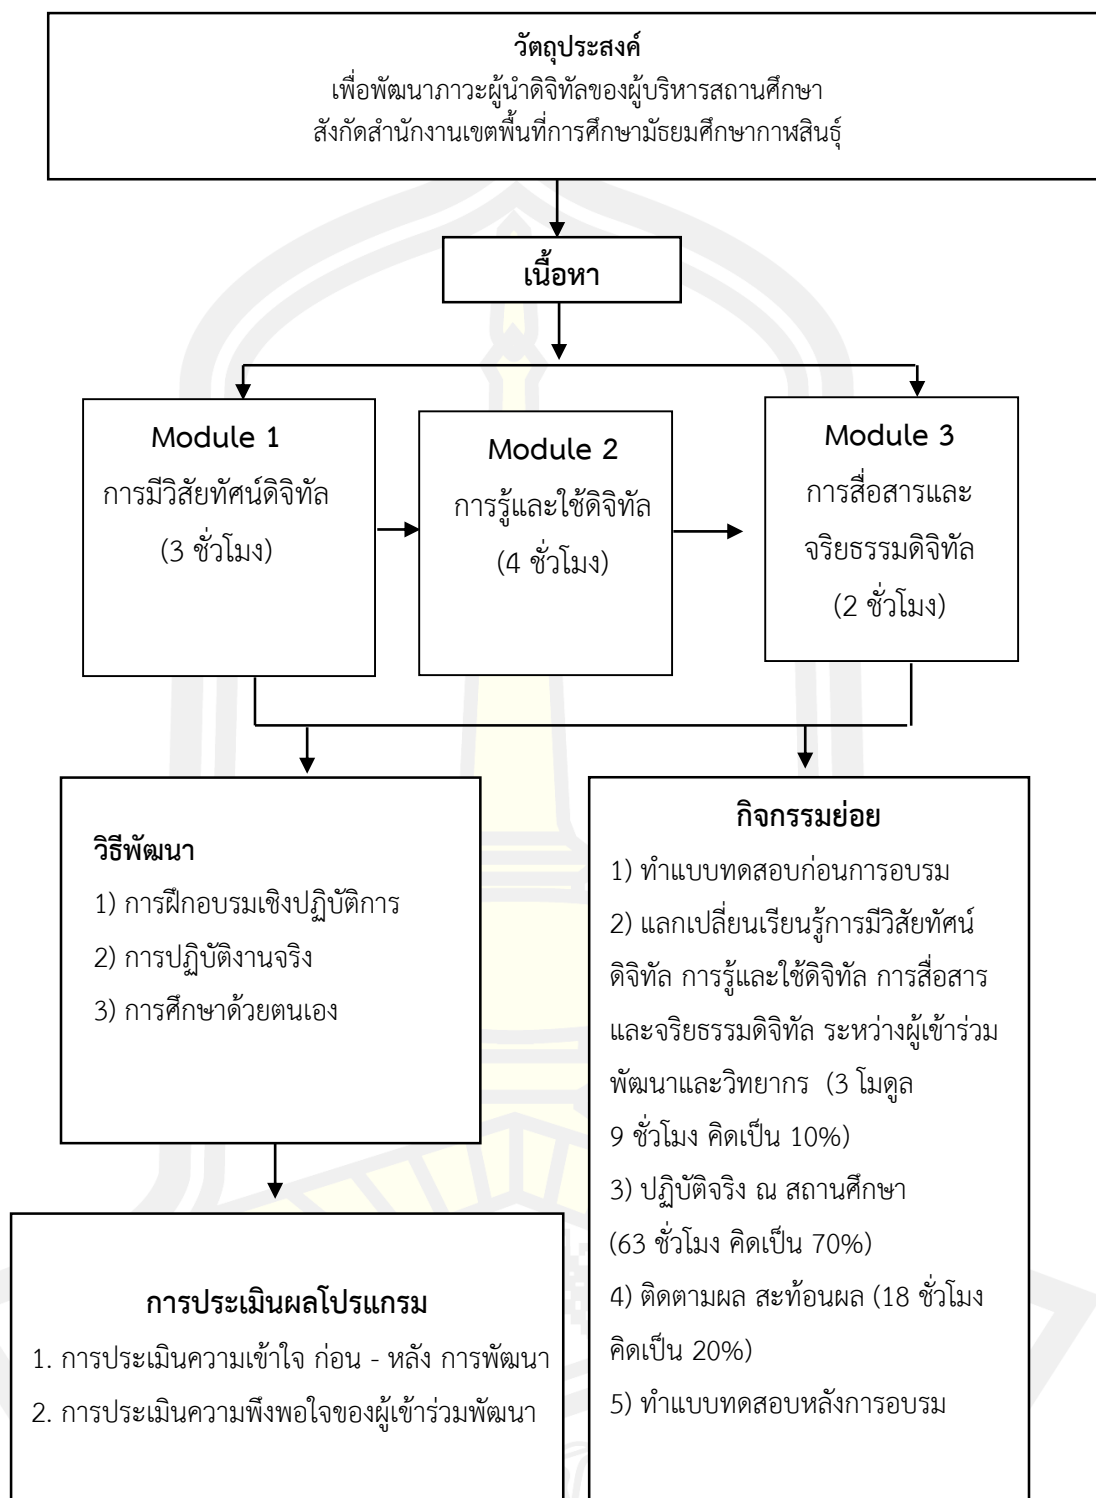 วัตถุประสงค์
เพื่อพัฒนาภาวะผู้นำดิจิทัลของผู้บริหารสถานศึกษา
สังกัดสำนักงานเขตพื้นที่การศึกษามัธยมศึกษากาฬสินธุ์
เนื้อหา
Module 1
การมีวิสัยทัศน์ดิจิทัล
(3 ชั่วโมง)
Module 2
การรู้และใช้ดิจิทัล
(4 ชั่วโมง)
Module 3
การสื่อสารและ
จริยธรรมดิจิทัล
(2 ชั่วโมง)
วิธีพัฒนา
1) การฝึกอบรมเชิงปฏิบัติการ
2) การปฏิบัติงานจริง
3) การศึกษาด้วยตนเอง
กิจกรรมย่อย
1) ทำแบบทดสอบก่อนการอบรม
2) แลกเปลี่ยนเรียนรู้การมีวิสัยทัศน์
ดิจิทัล การรู้และใช้ดิจิทัล การสื่อสาร
และจริยธรรมดิจิทัล ระหว่างผู้เข้าร่วม
พัฒนาและวิทยากร (3 โมดูล
9 ชั่วโมง คิดเป็น 10%)
3) ปฏิบัติจริง ณ สถานศึกษา
(63 ชั่วโมง คิดเป็น 70%)
4) ติดตามผล สะท้อนผล (18 ชั่วโมง
คิดเป็น 20%)
5) ทำแบบทดสอบหลังการอบรม
การประเมินผลโปรแกรม
1. การประเมินความเข้าใจ ก่อน - หลัง การพัฒนา
2. การประเมินความพึงพอใจของผู้เข้าร่วมพัฒนา